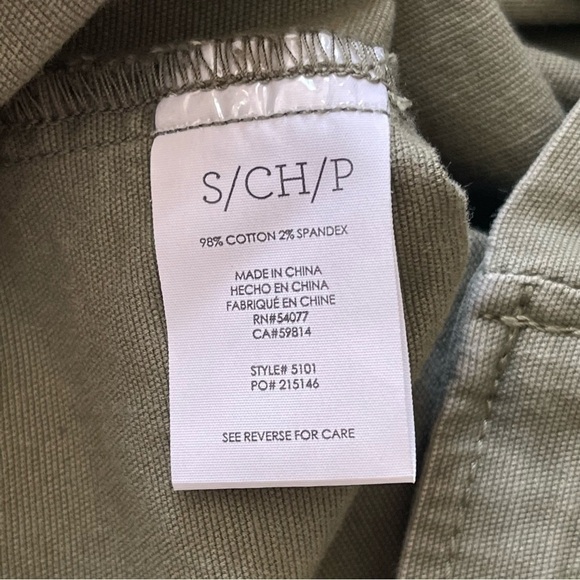 S/CH/P
98% COTTON 2% SPANDEX
MADE IN CHINA
HECHO EN CHINA
FABRIQUÉ EN CHINE
RN#54077
CA#59814
STYLE# 5101
PO# 215146
SEE REVERSE FOR CARE